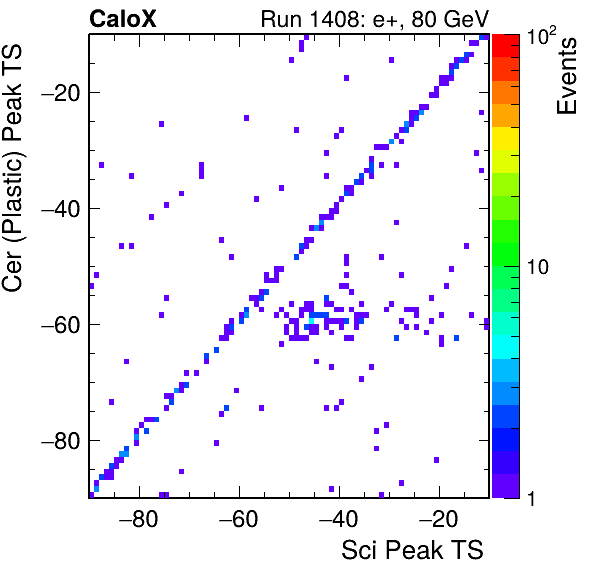 CaloX Run 1408: e+, 80 GeV
Cer (Plastic) Peak TS
−20
−40
−60
−80
−80 −60 −40 −20
Sci Peak TS
10²
10
1
Events